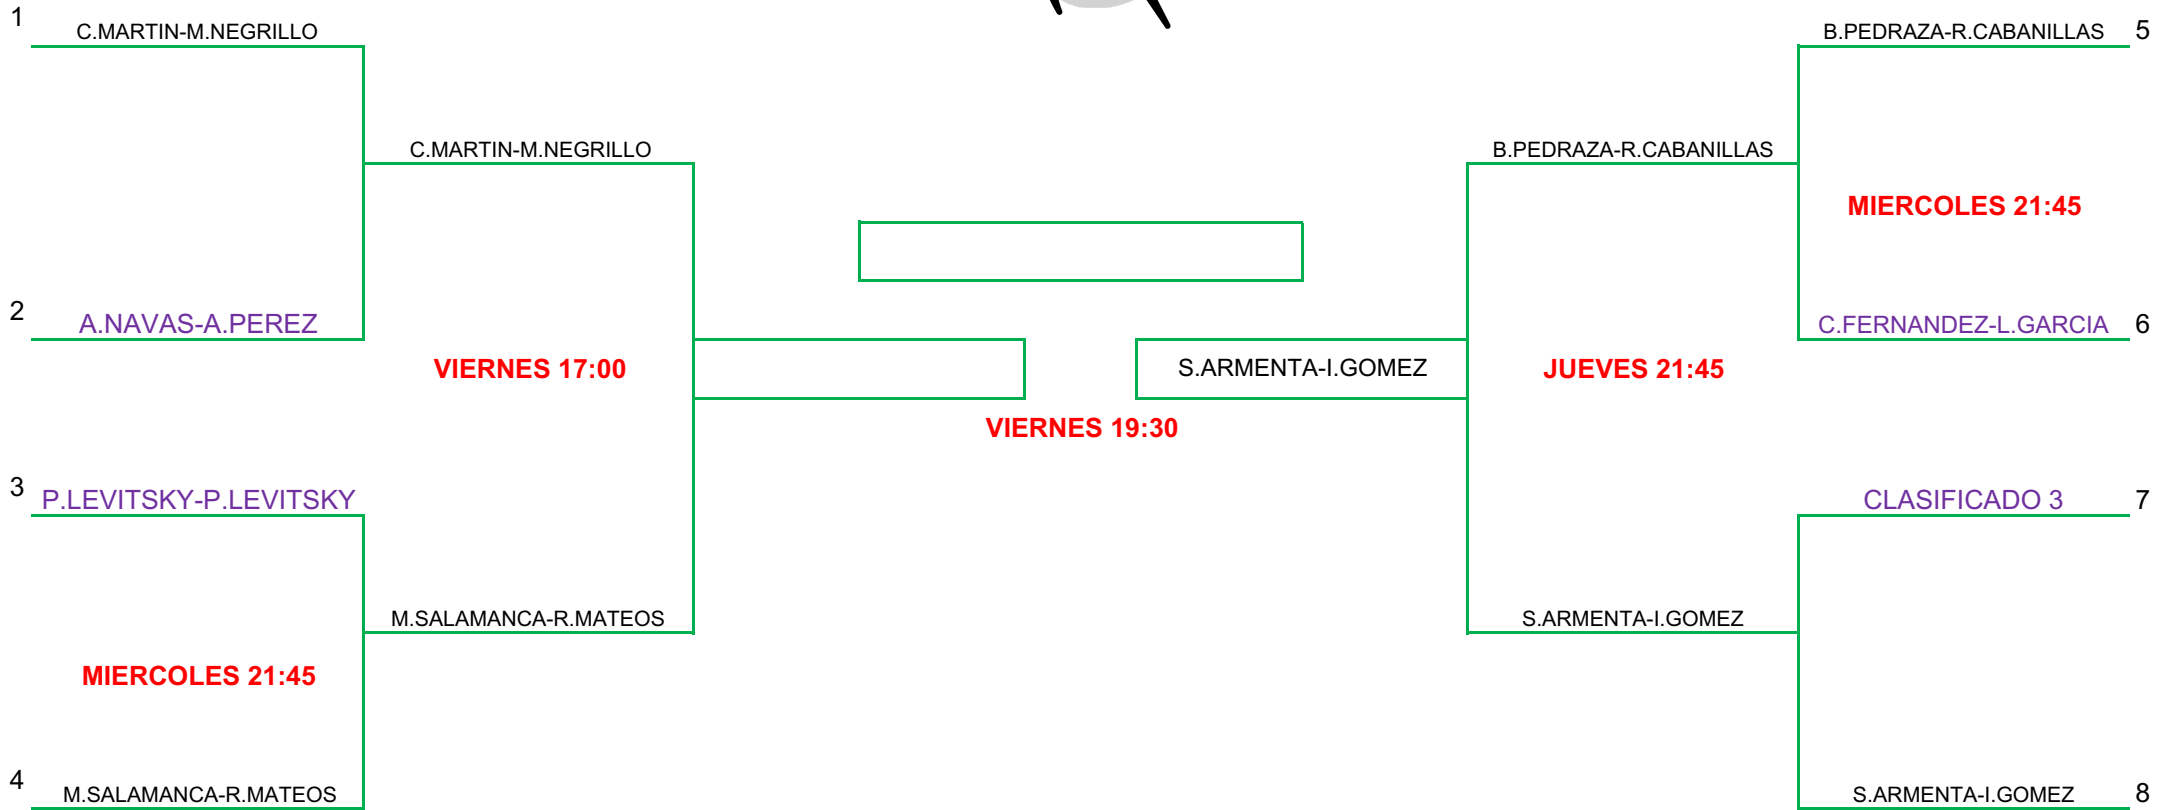 1
C.MARTIN-M.NEGRILLO
B.PEDRAZA-R.CABANILLAS
5
C.MARTIN-M.NEGRILLO
B.PEDRAZA-R.CABANILLAS
MIERCOLES 21:45
2
A.NAVAS-A.PEREZ
C.FERNANDEZ-L.GARCIA
6
VIERNES 17:00
S.ARMENTA-I.GOMEZ
JUEVES 21:45
VIERNES 19:30
3
P.LEVITSKY-P.LEVITSKY
CLASIFICADO 3
7
M.SALAMANCA-R.MATEOS
S.ARMENTA-I.GOMEZ
MIERCOLES 21:45
4
M.SALAMANCA-R.MATEOS
S.ARMENTA-I.GOMEZ
8